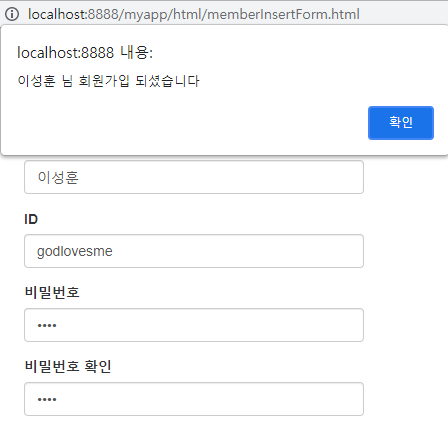 localhost:8888/myapp/html/memberInsertForm.html
localhost:8888 내용:
이성훈 님 회원가입 되셨습니다
확인
이성훈
ID
godlovesme
비밀번호
••••
비밀번호 확인
••••